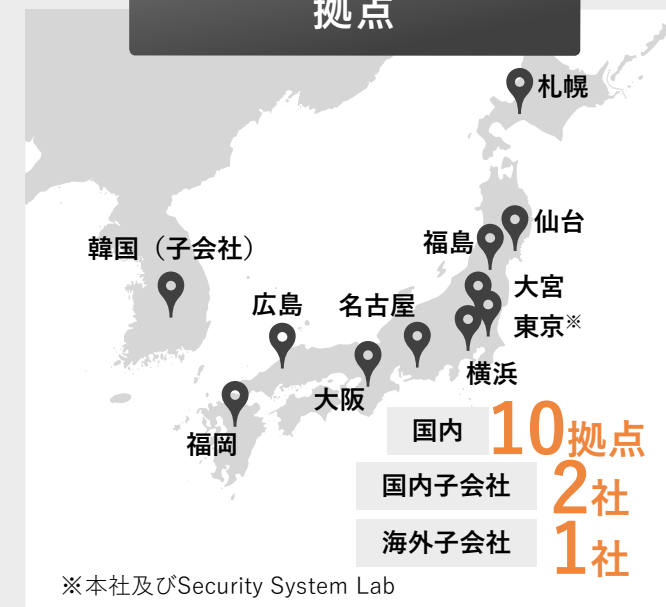 拠点
札幌
仙台
福島
韓国（子会社）
大宮
広島
名古屋
東京※
横浜
大阪
福岡
国内 10拠点
国内子会社 2社
海外子会社 1社
※本社及びSecurity System Lab